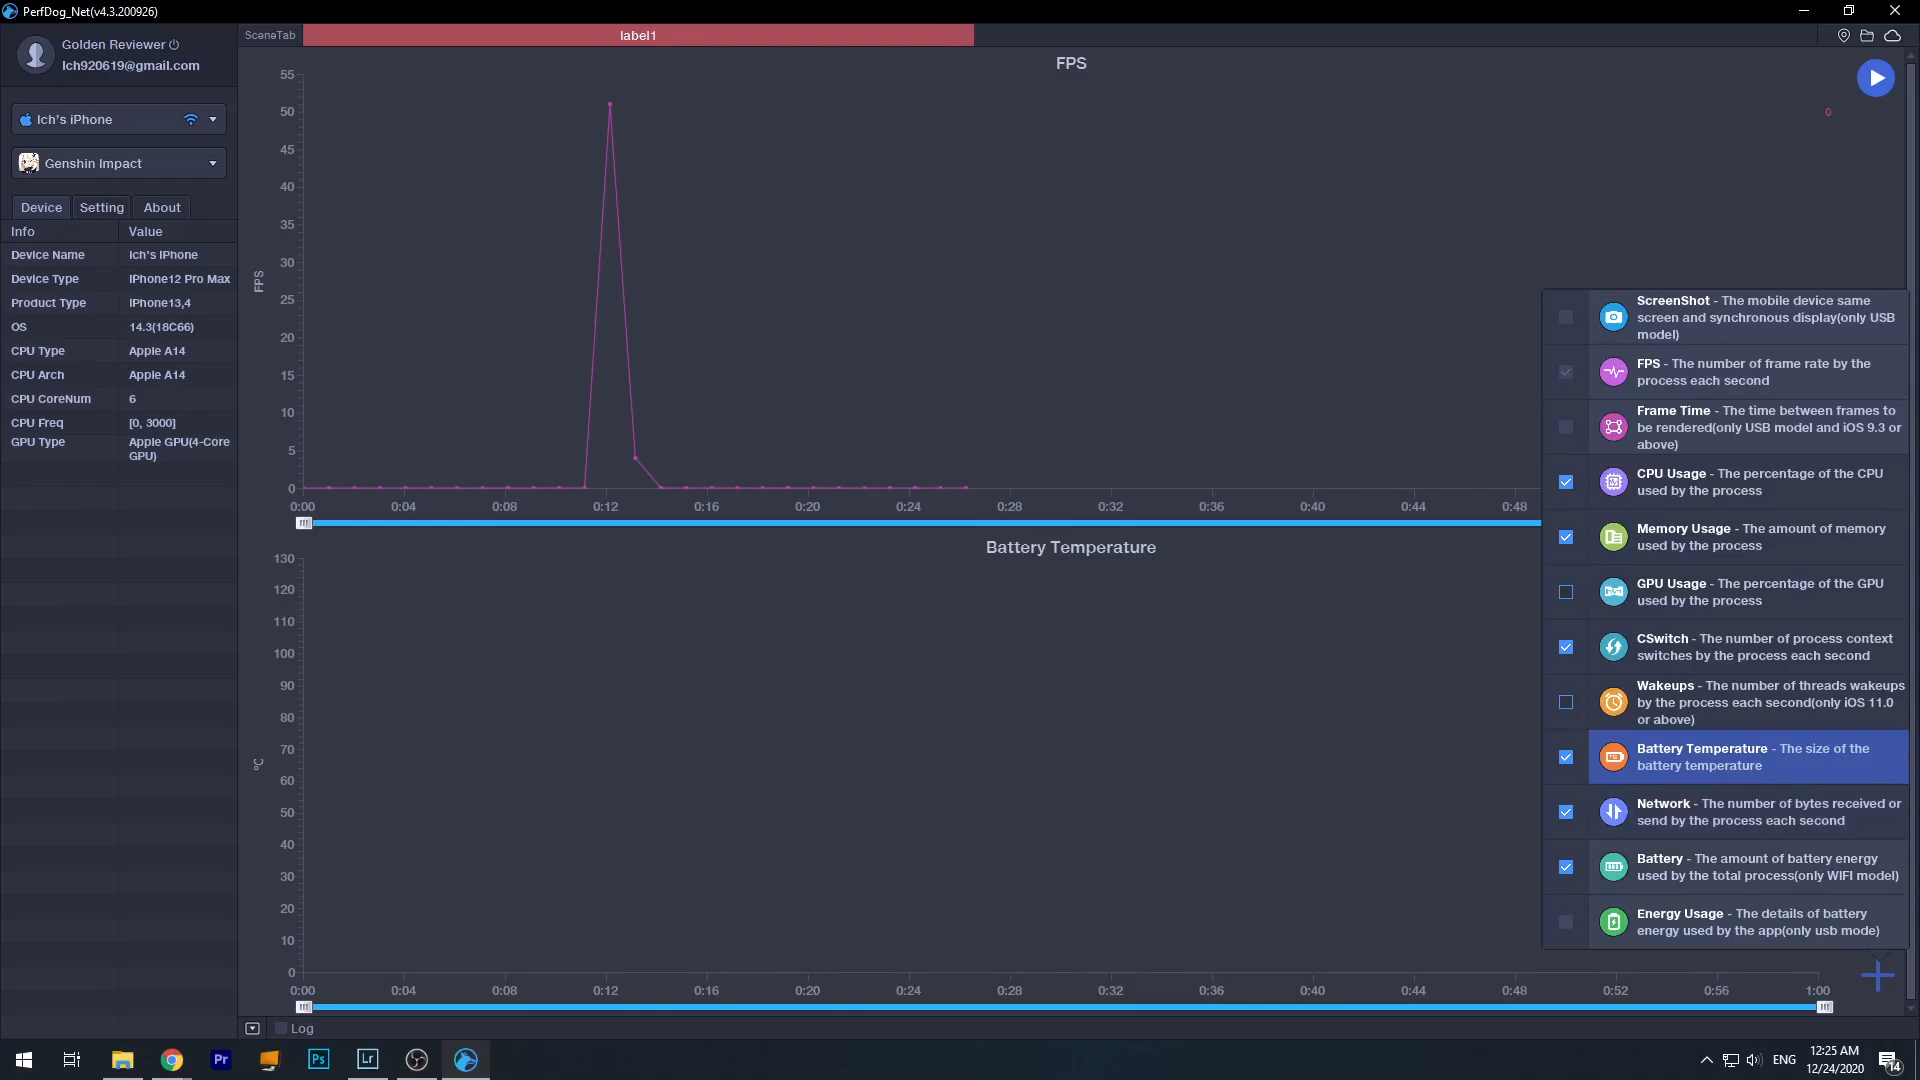 PerfDog_Net(v4.3.200926)
Golden Reviewer
lch920619@gmail.com
SceneTab
label1
lch's iPhone
Genshin Impact
Device
Setting
About
Info
Value
Device Name
lch's iPhone
Device Type
iPhone12 Pro Max
Product Type
iPhone13,4
OS
14.3(18C66)
CPU Type
Apple A14
CPU Arch
Apple A14
CPU CoreNum
6
CPU Freq
[0, 3000]
GPU Type
Apple GPU(4-Core
GPU)
FPS
0
55
50
45
40
35
30
25
20
15
10
5
0
FPS
0:00
0:04
0:08
0:12
0:16
0:20
0:24
0:28
0:32
0:36
0:40
0:44
0:48
Battery Temperature
130
120
110
100
90
80
70
60
50
40
30
20
10
0
°C
0:00
0:04
0:08
0:12
0:16
0:20
0:24
0:28
0:32
0:36
0:40
0:44
0:48
0:52
0:56
1:00
ScreenShot - The mobile device same
screen and synchronous display(only USB
model)
FPS - The number of frame rate by the
process each second
Frame Time - The time between frames to
be rendered(only USB model and iOS 9.3 or
above)
CPU Usage - The percentage of the CPU
used by the process
Memory Usage - The amount of memory
used by the process
GPU Usage - The percentage of the GPU
used by the process
CSwitch - The number of process context
switches by the process each second
Wakeups - The number of threads wakeups
by the process each second(only iOS 11.0
or above)
Battery Temperature - The size of the
battery temperature
Network - The number of bytes received or
send by the process each second
Battery - The amount of battery energy
used by the total process(only WIFI model)
Energy Usage - The details of battery
energy used by the app(only usb mode)
Log
Pr
Ps
Lr
ENG
12:25 AM
12/24/2020
14